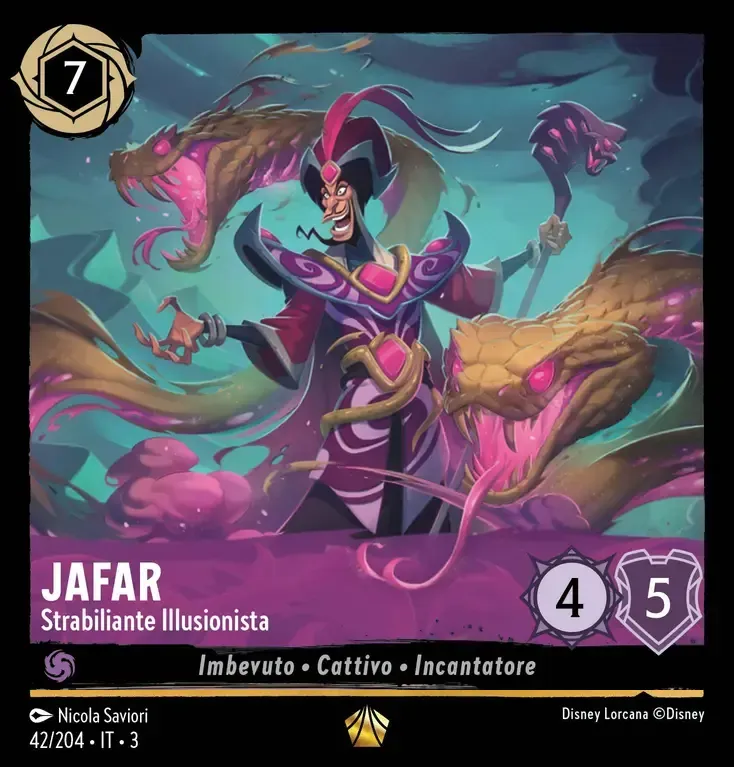 7
JAFAR
Strabiliante Illusionista
4
5
Imbevuto • Cattivo • Incantatore
Nicola Saviori
Disney Lorcana ©Disney
42/204 • IT • 3